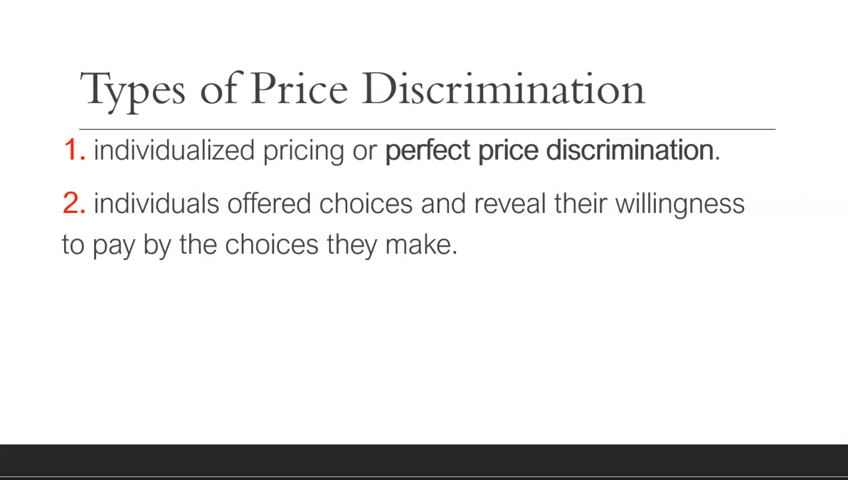 Types of Price Discrimination
1. individualized pricing or perfect price discrimination.
2. individuals offered choices and reveal their willingness
to pay by the choices they make.